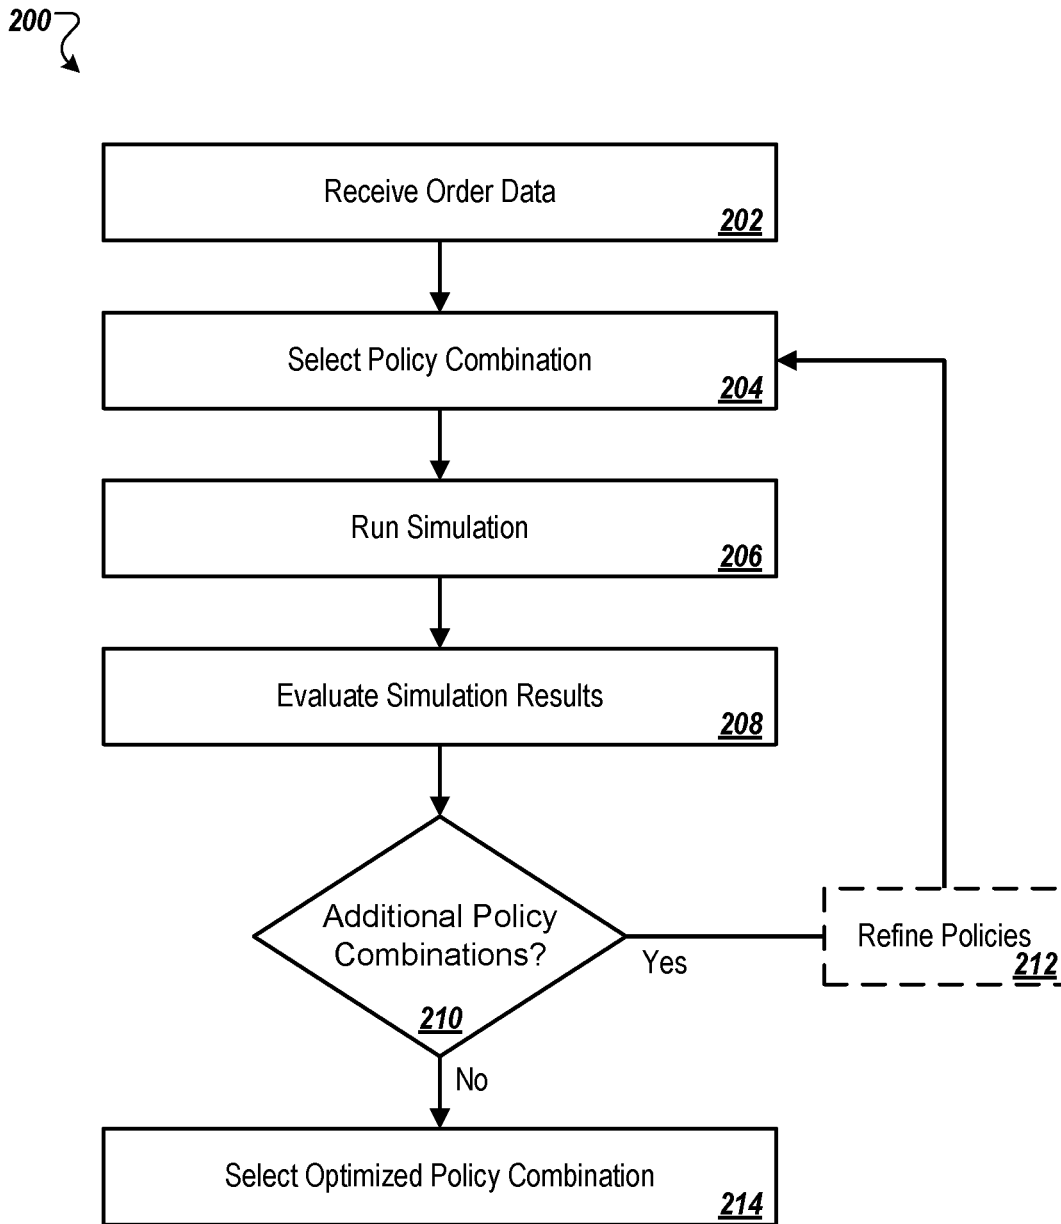 200
Receive Order Data
202
Select Policy Combination
204
Run Simulation
206
Evaluate Simulation Results
208
Additional Policy
Combinations?
210
Yes
Refine Policies
212
No
Select Optimized Policy Combination
214